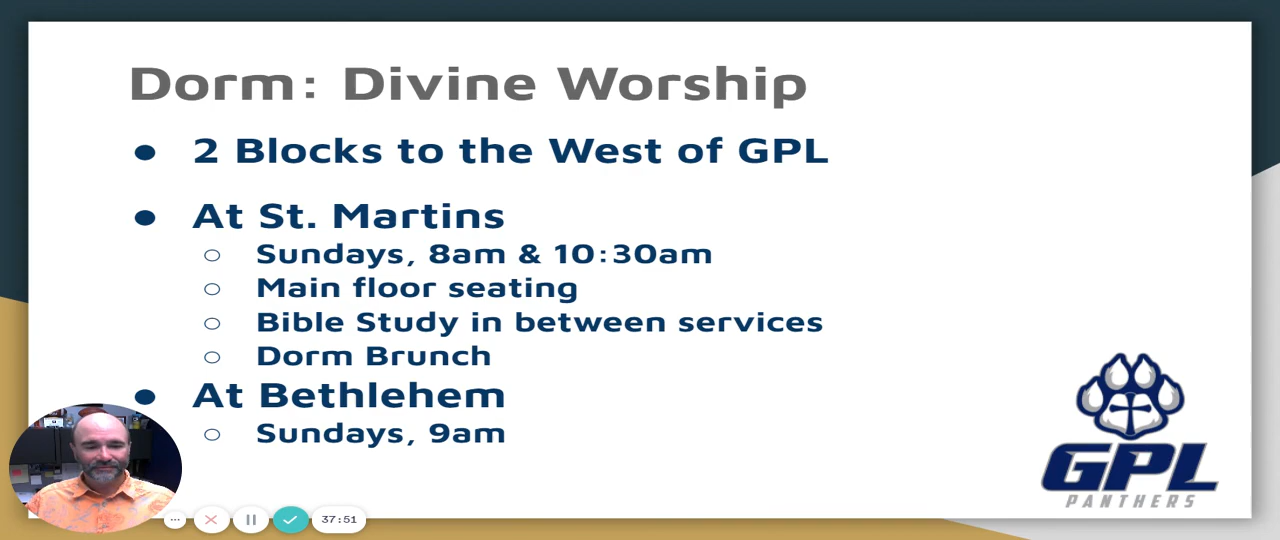 Dorm: Divine Worship
● 2 Blocks to the West of GPL
● At St. Martins
○ Sundays, 8am & 10:30am
○ Main floor seating
○ Bible Study in between services
○ Dorm Brunch
● At Bethlehem
○ Sundays, 9am
GPL
PANTHERS
37:51